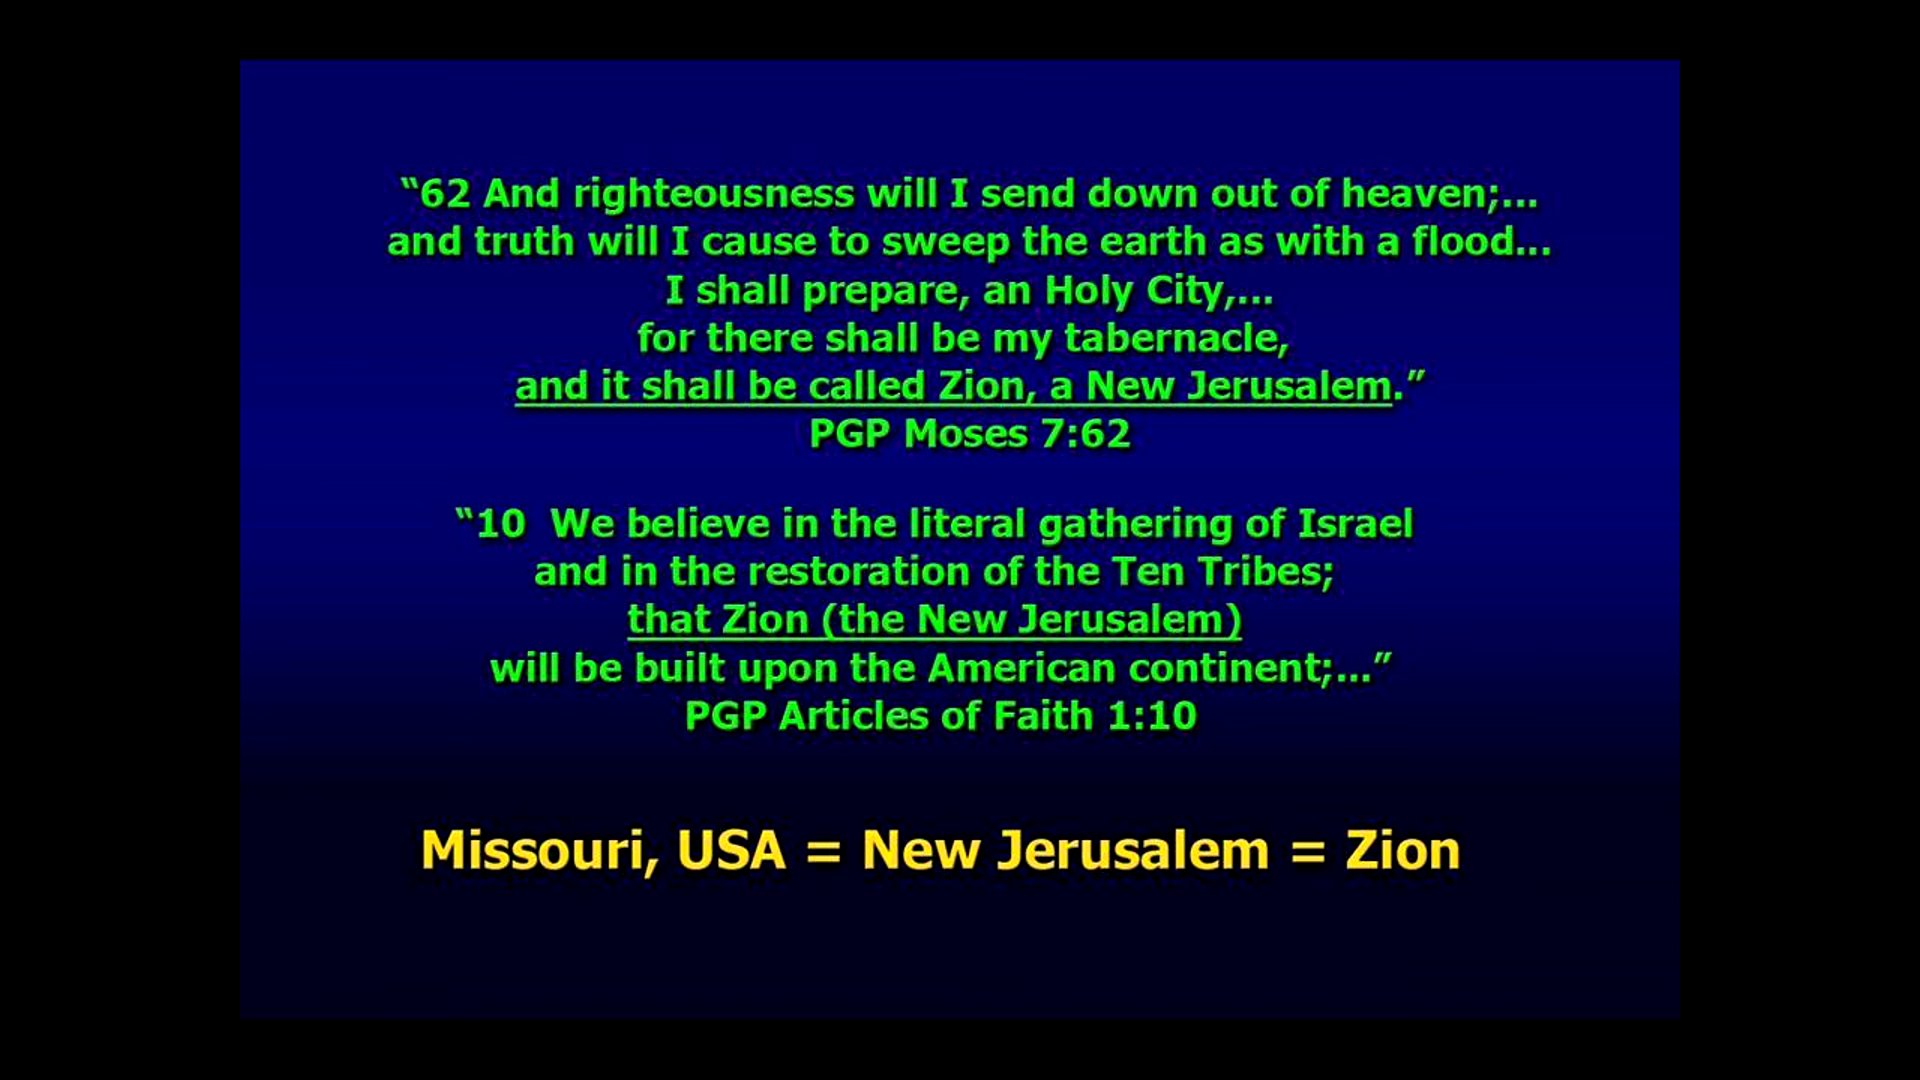 “62 And righteousness will I send down out of heaven;...
and truth will I cause to sweep the earth as with a flood...
I shall prepare, an Holy City,...
for there shall be my tabernacle,
and it shall be called Zion, a New Jerusalem.”
PGP Moses 7:62
“10  We believe in the literal gathering of Israel
and in the restoration of the Ten Tribes;
that Zion (the New Jerusalem)
will be built upon the American continent;...”
PGP Articles of Faith 1:10
Missouri, USA = New Jerusalem = Zion